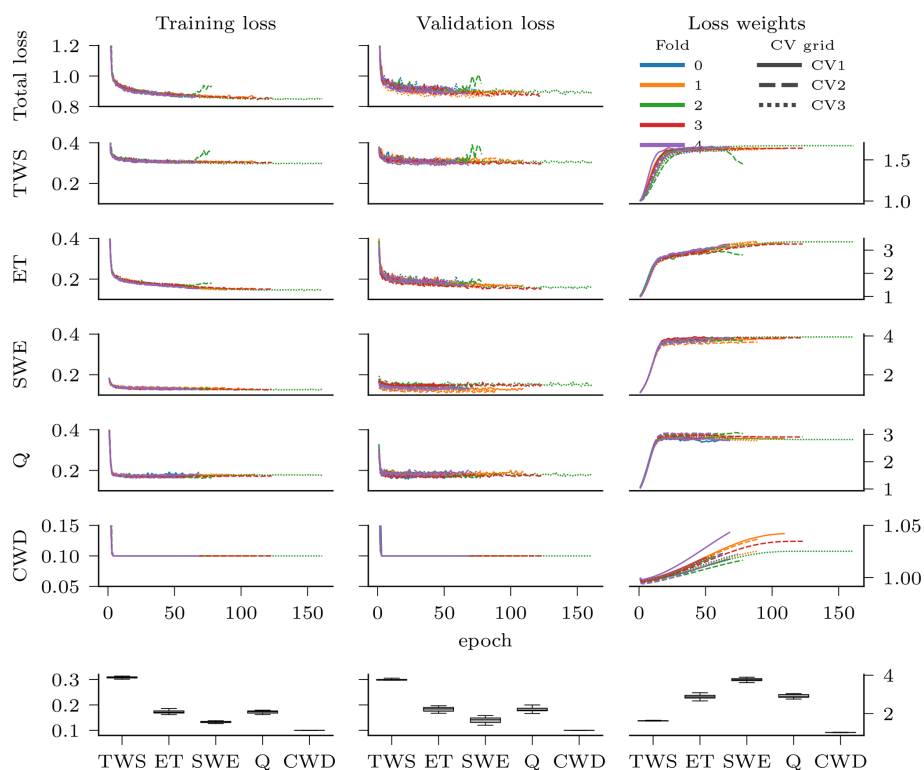 Training loss Validation loss Loss weights
Total loss
1.2
1.0
0.8
Fold CV grid
0 CV1
1 CV2
2 CV3
3
4
TWS
0.4
0.2
1.5
1.0
ET
0.4
0.2
3
2
1
SWE
0.4
0.2
4
2
Q
0.4
0.2
3
2
1
CWD
0.15
0.10
0.05
1.05
1.00
0 50 100 150 0 50 100 150 0 50 100 150
epoch
0.3
0.2
0.1
4
2
TWS ET SWE Q CWD TWS ET SWE Q CWD TWS ET SWE Q CWD